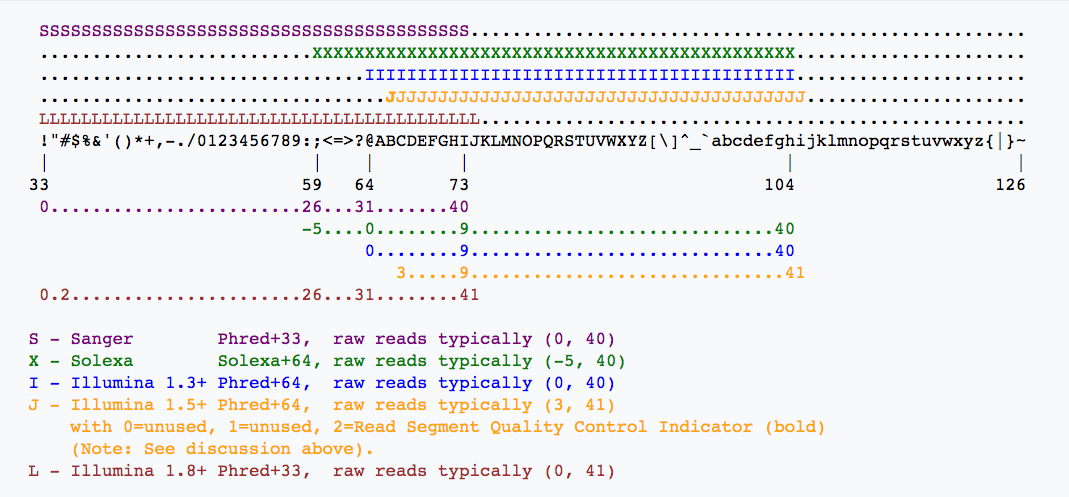 SSSSSSSSSSSSSSSSSSSSSSSSSSSSSSSSSSSSSSSSS.....................................................
..........................XXXXXXXXXXXXXXXXXXXXXXXXXXXXXXXXXXXXXXXXXXXXXX......................
...............................IIIIIIIIIIIIIIIIIIIIIIIIIIIIIIIIIIIIIIIII......................
.................................JJJJJJJJJJJJJJJJJJJJJJJJJJJJJJJJJJJJJJJJ.....................
LLLLLLLLLLLLLLLLLLLLLLLLLLLLLLLLLLLLLLLLLL....................................................
!"#$%&'()*+,-./0123456789:;<=>?@ABCDEFGHIJKLMNOPQRSTUVWXYZ[\]^_`abcdefghijklmnopqrstuvwxyz{|}~
| | | | | |
33 59 64 73 104 126
0........................26...31.......40
-5....0........9.............................40
0........9.............................40
3.....9..............................41
0.2......................26...31........41
S - Sanger Phred+33, raw reads typically (0, 40)
X - Solexa Solexa+64, raw reads typically (-5, 40)
I - Illumina 1.3+ Phred+64, raw reads typically (0, 40)
J - Illumina 1.5+ Phred+64, raw reads typically (3, 41)
with 0=unused, 1=unused, 2=Read Segment Quality Control Indicator (bold)
(Note: See discussion above).
L - Illumina 1.8+ Phred+33, raw reads typically (0, 41)